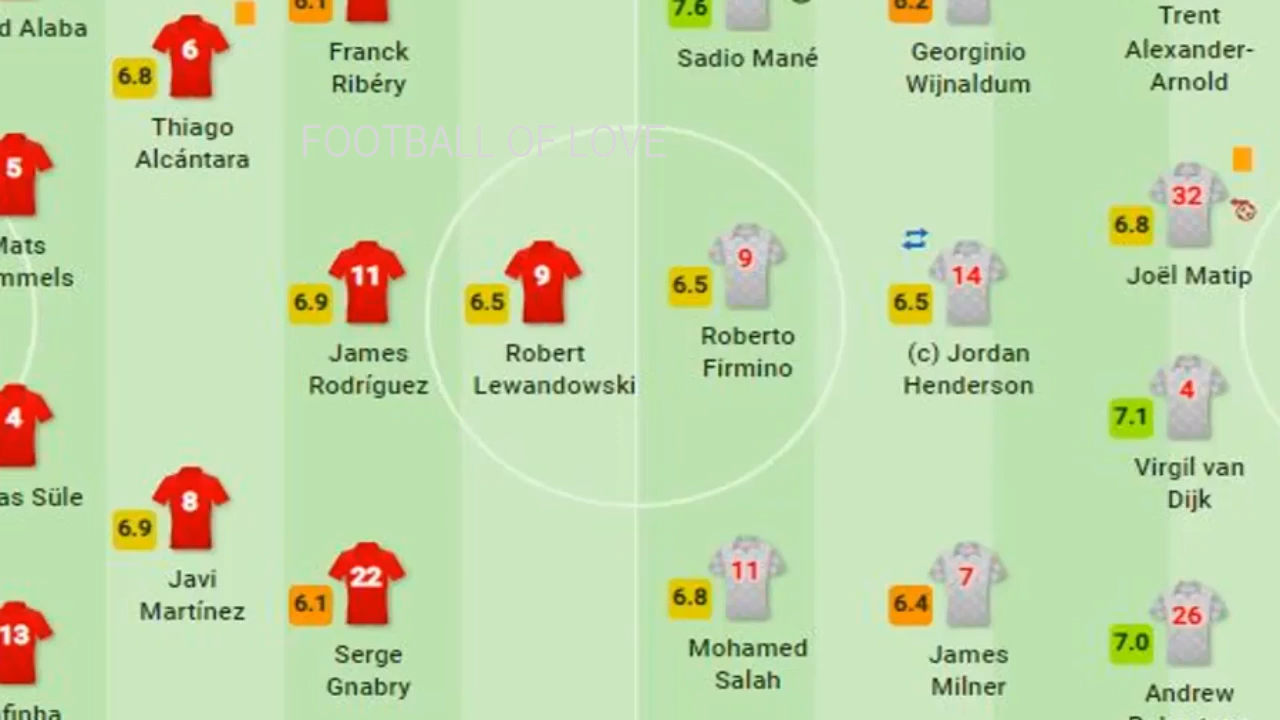 d Alaba
6
6.8
Thiago
Alcántara
5
Mats
mmels
4
as Süle
8
6.9
Javi
Martínez
13
finha
6.1
Franck
Ribéry
FOOTBALL OF LOVE
11
6.9
James
Rodríguez
22
6.1
Serge
Gnabry
9
6.5
Robert
Lewandowski
7.6
Sadio Mané
9
6.5
Roberto
Firmino
11
6.8
Mohamed
Salah
6.2
Georginio
Wijnaldum
14
6.5
(c) Jordan
Henderson
7
6.4
James
Milner
Trent
Alexander-
Arnold
32
6.8
Joël Matip
4
7.1
Virgil van
Dijk
26
7.0
Andrew